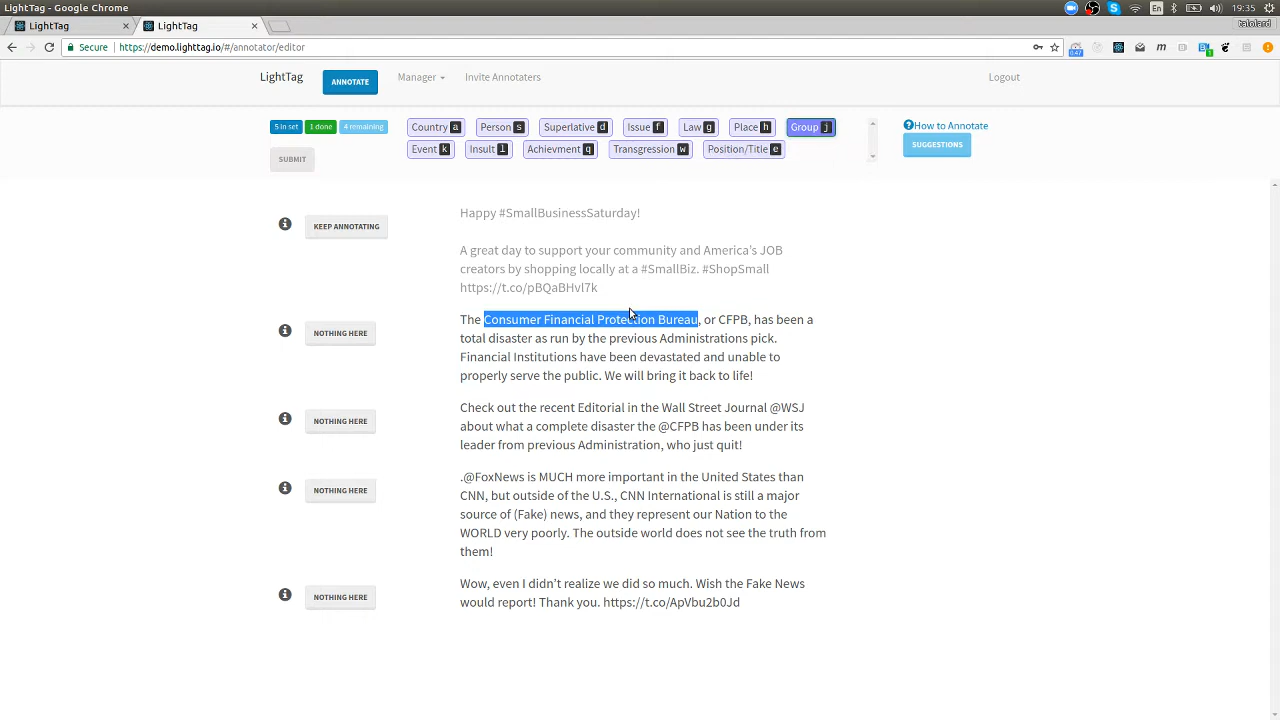 LightTag - Google Chrome
En
19:35
LightTag
LightTag
talolard
Secure
https://demo.lighttag.io/#/annotator/editor
0.47
m
1
LightTag
ANNOTATE
Manager
Invite Annotaters
Logout
5 in set
1 done
4 remaining
Country a
Person s
Superlative d
Issue f
Law g
Place h
Group j
How to Annotate
Event k
Insult l
Achievment q
Transgression w
Position/Title e
SUGGESTIONS
SUBMIT
KEEP ANNOTATING
Happy #SmallBusinessSaturday!
A great day to support your community and America's JOB
creators by shopping locally at a #SmallBiz. #ShopSmall
https://t.co/pBQaBHvl7k
NOTHING HERE
The Consumer Financial Protection Bureau, or CFPB, has been a
total disaster as run by the previous Administrations pick.
Financial Institutions have been devastated and unable to
properly serve the public. We will bring it back to life!
NOTHING HERE
Check out the recent Editorial in the Wall Street Journal @WSJ
about what a complete disaster the @CFPB has been under its
leader from previous Administration, who just quit!
NOTHING HERE
.@FoxNews is MUCH more important in the United States than
CNN, but outside of the U.S., CNN International is still a major
source of (Fake) news, and they represent our Nation to the
WORLD very poorly. The outside world does not see the truth from
them!
NOTHING HERE
Wow, even I didn't realize we did so much. Wish the Fake News
would report! Thank you. https://t.co/ApVbu2b0Jd